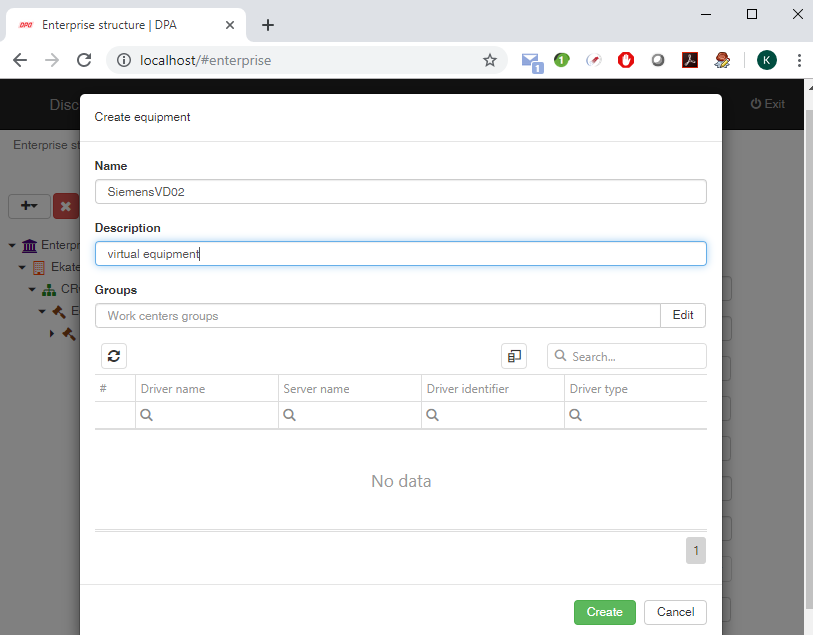 DPA Enterprise structure | DPA
localhost/#enterprise
1
1
K
Disc
Exit
Create equipment
Enterprise st
Name
SiemensVD02
Description
virtual equipment
Enterpr
Ekate
Groups
CR
Work centers groups
Edit
E
Search...
#
Driver name
Server name
Driver identifier
Driver type
No data
1
Create
Cancel